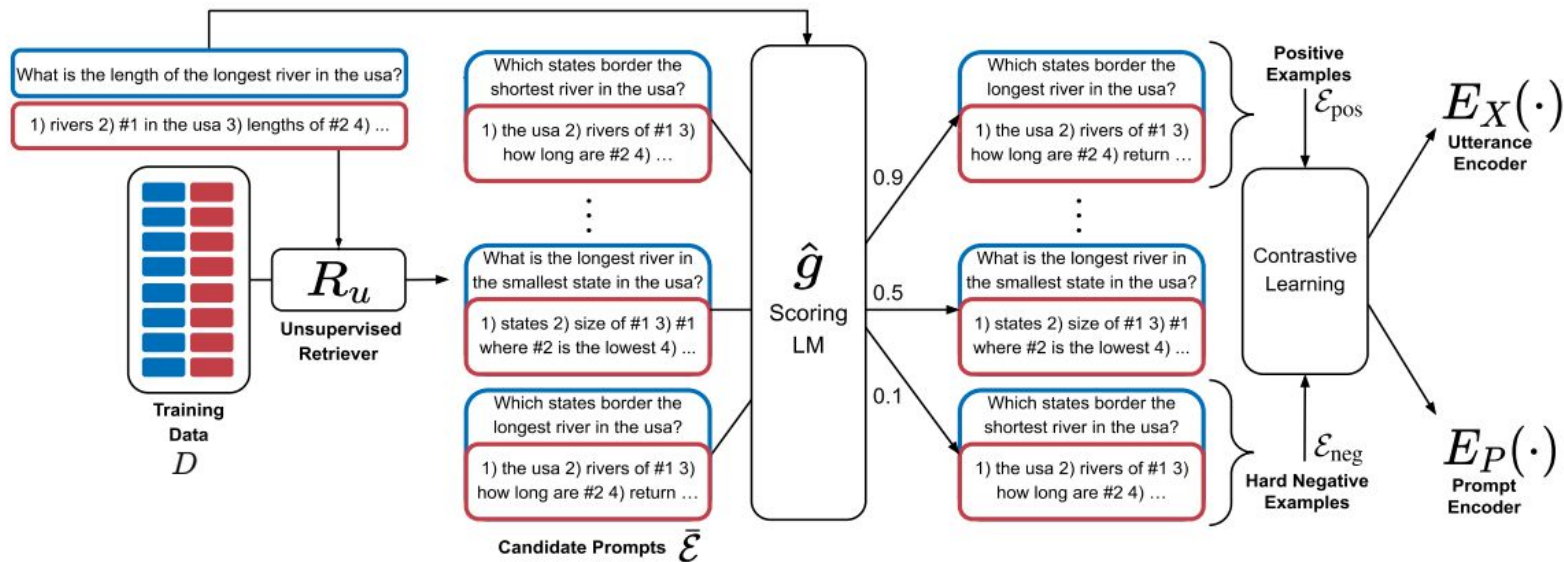 What is the length of the longest river in the usa?
1) rivers 2) #1 in the usa 3) lengths of #2 4) ...
Training
Data
D
R_u
Unsupervised
Retriever
Which states border the
shortest river in the usa?
1) the usa 2) rivers of #1 3)
how long are #2 4) ...
What is the longest river in
the smallest state in the usa?
1) states 2) size of #1 3) #1
where #2 is the lowest 4) ...
Which states border the
longest river in the usa?
1) the usa 2) rivers of #1 3)
how long are #2 4) return ...
Candidate Prompts Ɛ̄
ĝ
Scoring
LM
0.9
0.5
0.1
Which states border the
longest river in the usa?
1) the usa 2) rivers of #1 3)
how long are #2 4) return ...
What is the longest river in
the smallest state in the usa?
1) states 2) size of #1 3) #1
where #2 is the lowest 4) ...
Which states border the
shortest river in the usa?
1) the usa 2) rivers of #1 3)
how long are #2 4) ...
Positive
Examples
Ɛ_pos
Contrastive
Learning
Ɛ_neg
Hard Negative
Examples
E_X(·)
Utterance
Encoder
E_P(·)
Prompt
Encoder